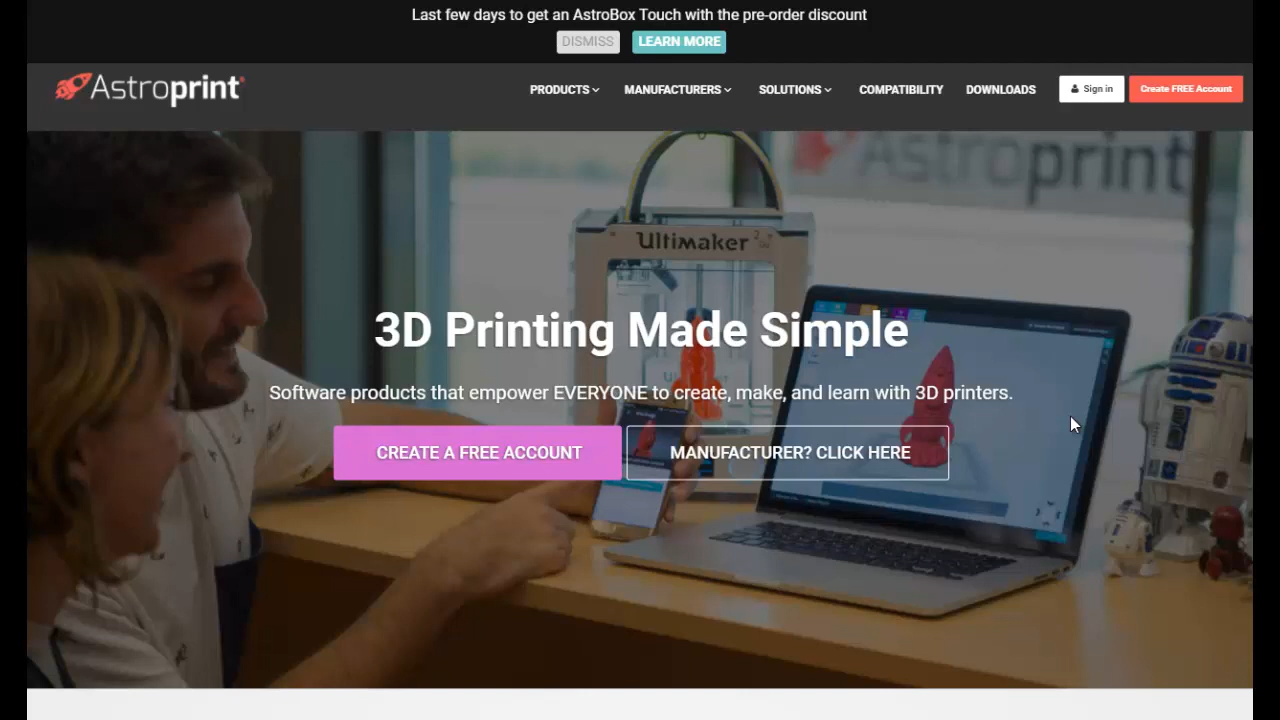 Last few days to get an AstroBox Touch with the pre-order discount
DISMISS LEARN MORE
Astroprint PRODUCTS MANUFACTURERS SOLUTIONS COMPATIBILITY DOWNLOADS Sign in Create FREE Account
Astroprint
Ultimaker 2
3D Printing Made Simple
Software products that empower EVERYONE to create, make, and learn with 3D printers.
CREATE A FREE ACCOUNT MANUFACTURER? CLICK HERE